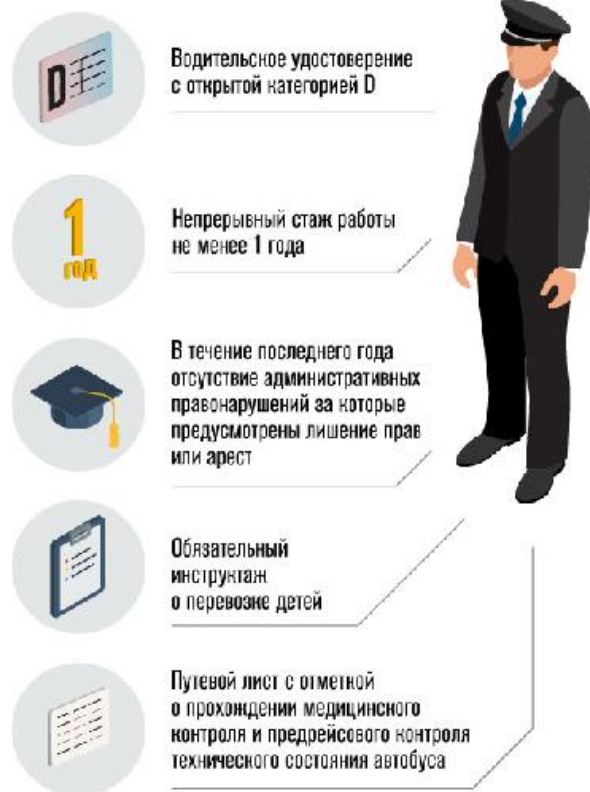 D
Водительское удостоверение
с открытой категорией D
1
год
Непрерывный стаж работы
не менее 1 года
В течение последнего года
отсутствие административных
правонарушений за которые
предусмотрены лишение прав
или арест
Обязательный
инструктаж
о перевозке детей
Путевой лист с отметкой
о прохождении медицинского
контроля и предрейсового контроля
технического состояния автобуса